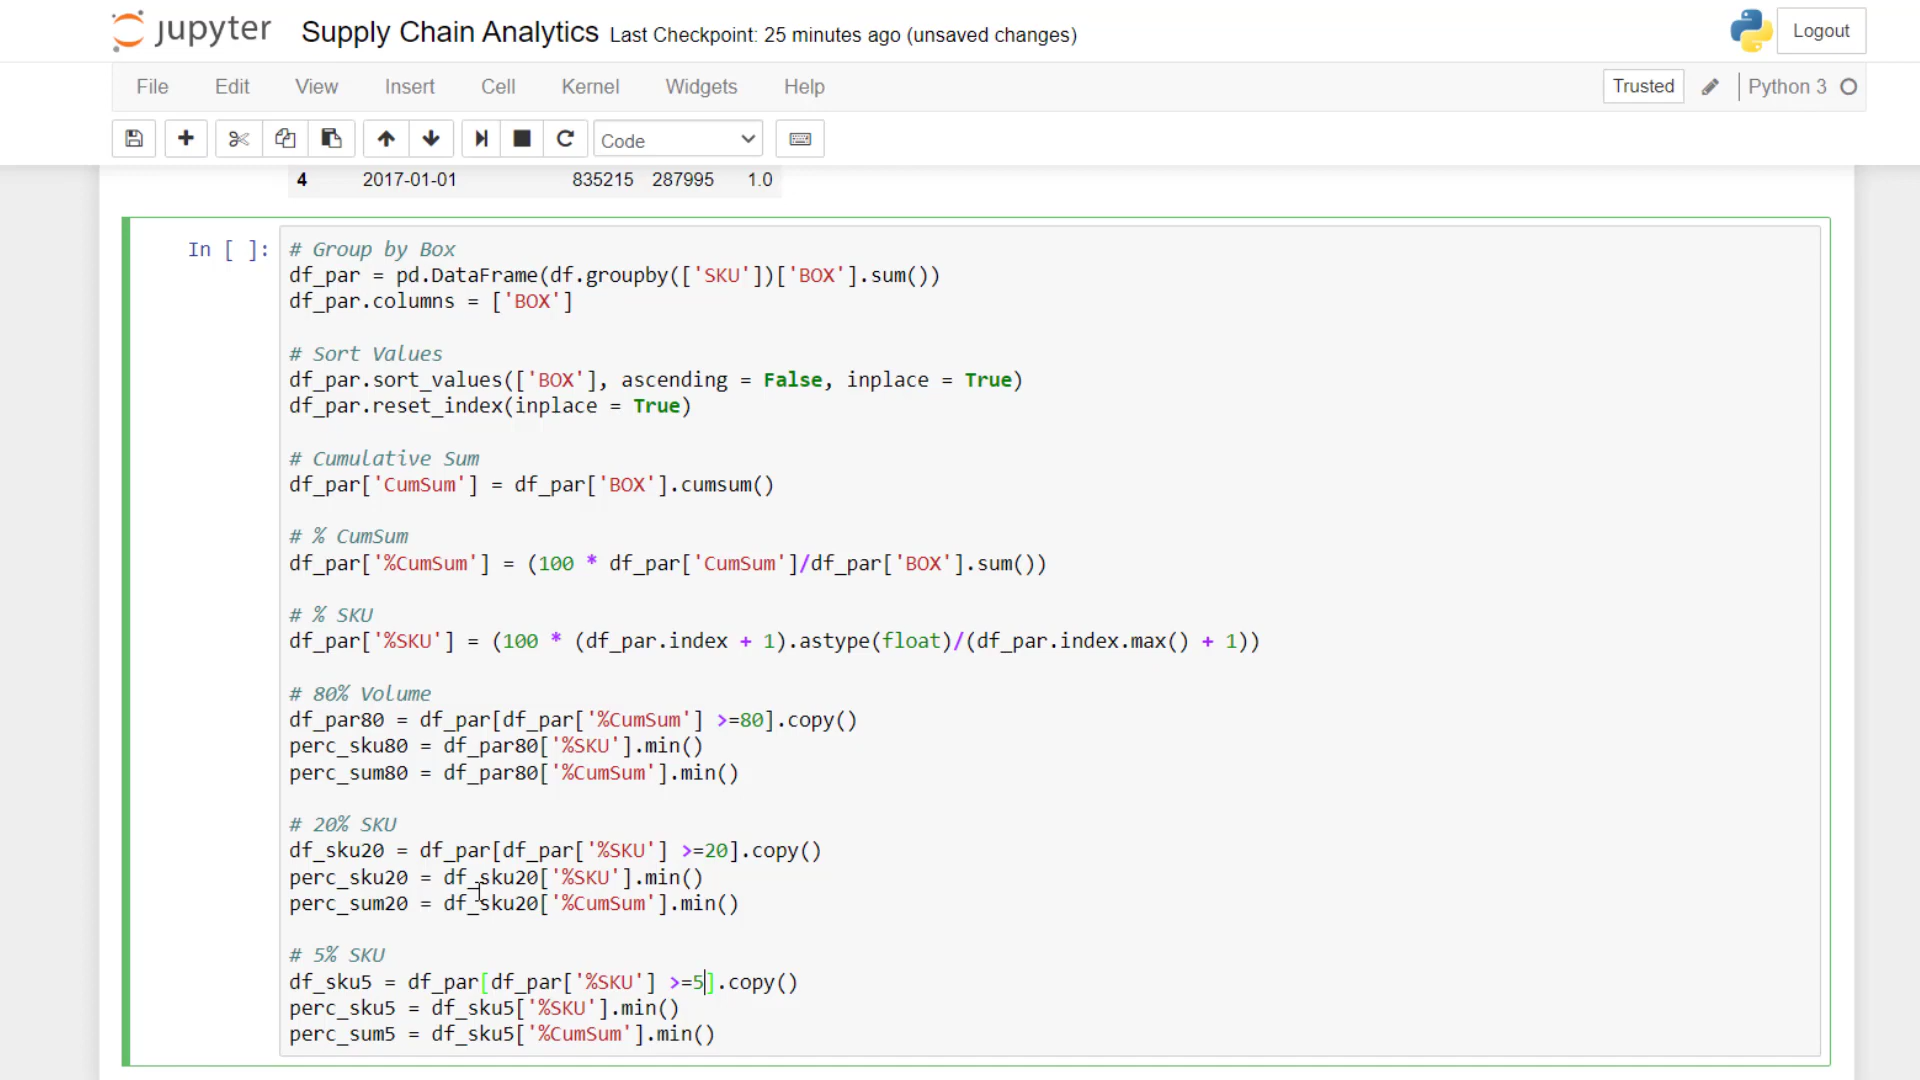 jupyter Supply Chain Analytics Last Checkpoint: 25 minutes ago (unsaved changes) Logout
File Edit View Insert Cell Kernel Widgets Help Trusted Python 3
Code
4 2017-01-01 835215 287995 1.0
In [ ]: # Group by Box
df_par = pd.DataFrame(df.groupby(['SKU'])['BOX'].sum())
df_par.columns = ['BOX']
# Sort Values
df_par.sort_values(['BOX'], ascending = False, inplace = True)
df_par.reset_index(inplace = True)
# Cumulative Sum
df_par['CumSum'] = df_par['BOX'].cumsum()
# % CumSum
df_par['%CumSum'] = (100 * df_par['CumSum']/df_par['BOX'].sum())
# % SKU
df_par['%SKU'] = (100 * (df_par.index + 1).astype(float)/(df_par.index.max() + 1))
# 80% Volume
df_par80 = df_par[df_par['%CumSum'] >=80].copy()
perc_sku80 = df_par80['%SKU'].min()
perc_sum80 = df_par80['%CumSum'].min()
# 20% SKU
df_sku20 = df_par[df_par['%SKU'] >=20].copy()
perc_sku20 = df_sku20['%SKU'].min()
perc_sum20 = df_sku20['%CumSum'].min()
# 5% SKU
df_sku5 = df_par[df_par['%SKU'] >=5].copy()
perc_sku5 = df_sku5['%SKU'].min()
perc_sum5 = df_sku5['%CumSum'].min()